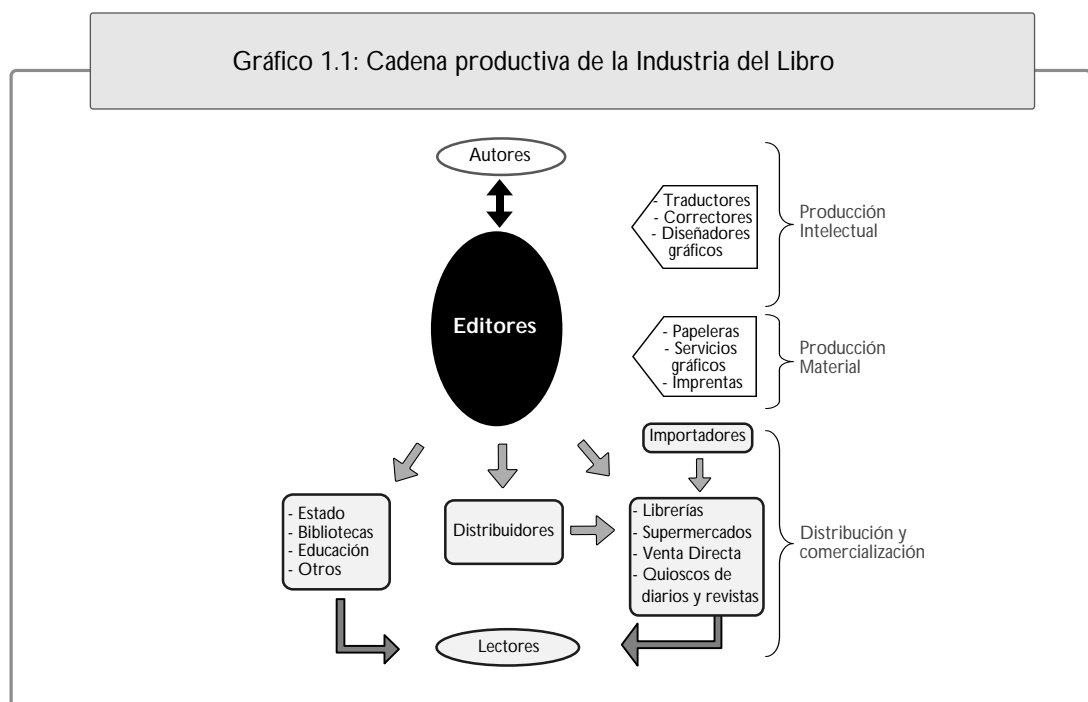 Gráfico 1.1: Cadena productiva de la Industria del Libro
Autores
- Traductores
- Correctores
- Diseñadores
gráficos
Producción
Intelectual
Editores
- Papeleras
- Servicios
gráficos
- Imprentas
Producción
Material
Importadores
- Estado
- Bibliotecas
- Educación
- Otros
Distribuidores
- Librerías
- Supermercados
- Venta Directa
- Quioscos de
diarios y revistas
Distribución y
comercialización
Lectores